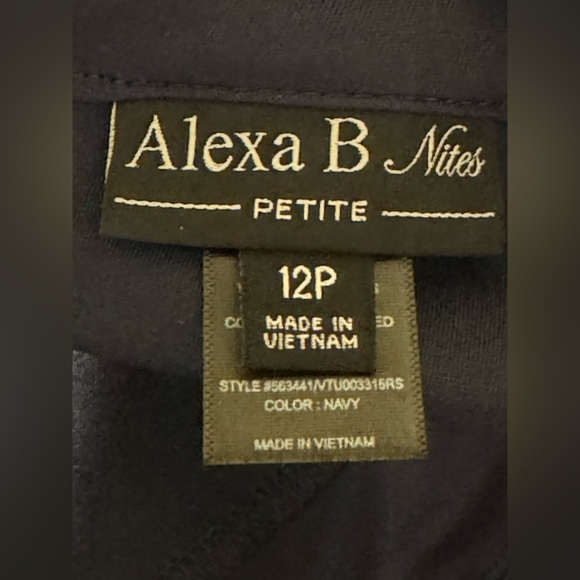 Alexa B Nites
PETITE
12P
MADE IN
VIETNAM
STYLE #563441/VTU003315RS
COLOR : NAVY
MADE IN VIETNAM